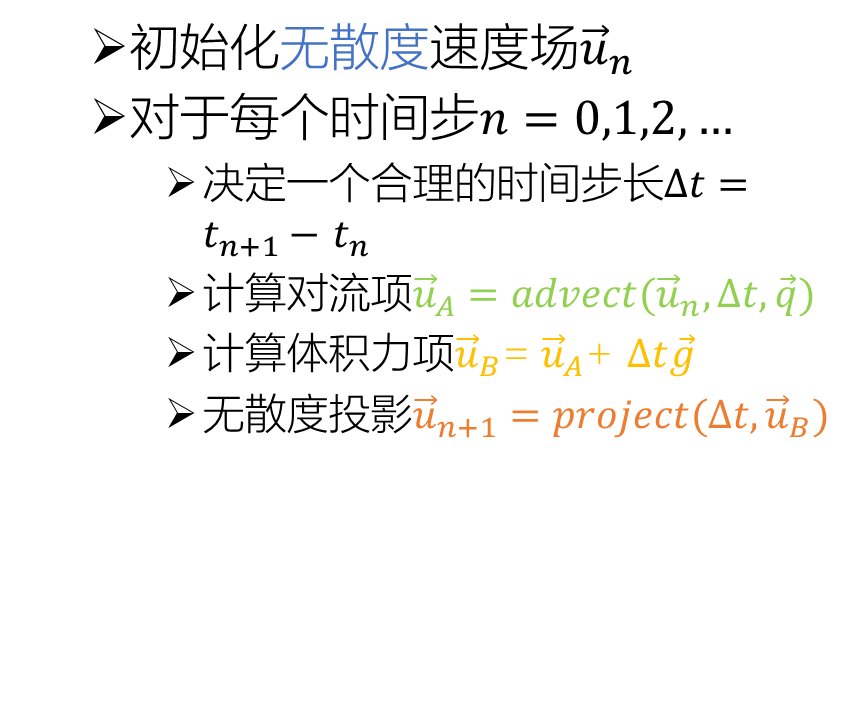 ➢初始化无散度速度场u⃗ₙ
➢对于每个时间步n = 0,1,2, …
➢决定一个合理的时间步长Δt =
tₙ₊₁ − tₙ
➢计算对流项u⃗_A = advect(u⃗ₙ, Δt, q⃗)
➢计算体积力项u⃗_B = u⃗_A + Δtg⃗
➢无散度投影u⃗ₙ₊₁ = project(Δt, u⃗_B)